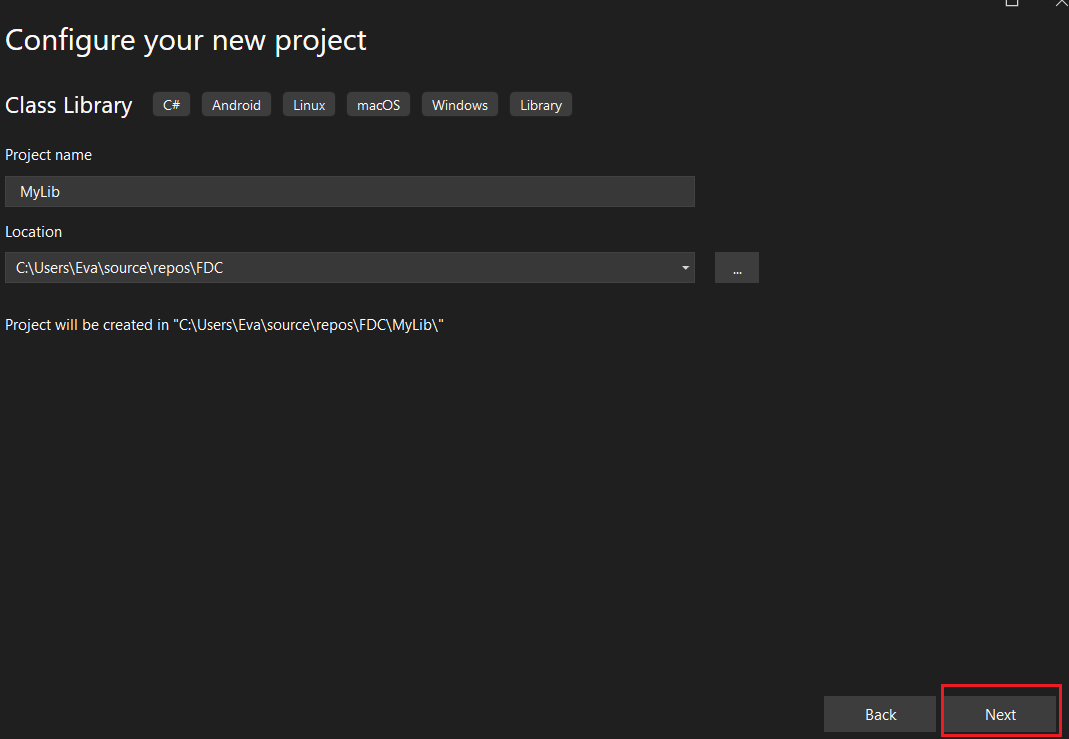 Configure your new project
Class Library C# Android Linux macOS Windows Library
Project name
MyLib
Location
C:\Users\Eva\source\repos\FDC ...
Project will be created in "C:\Users\Eva\source\repos\FDC\MyLib\"
Back Next